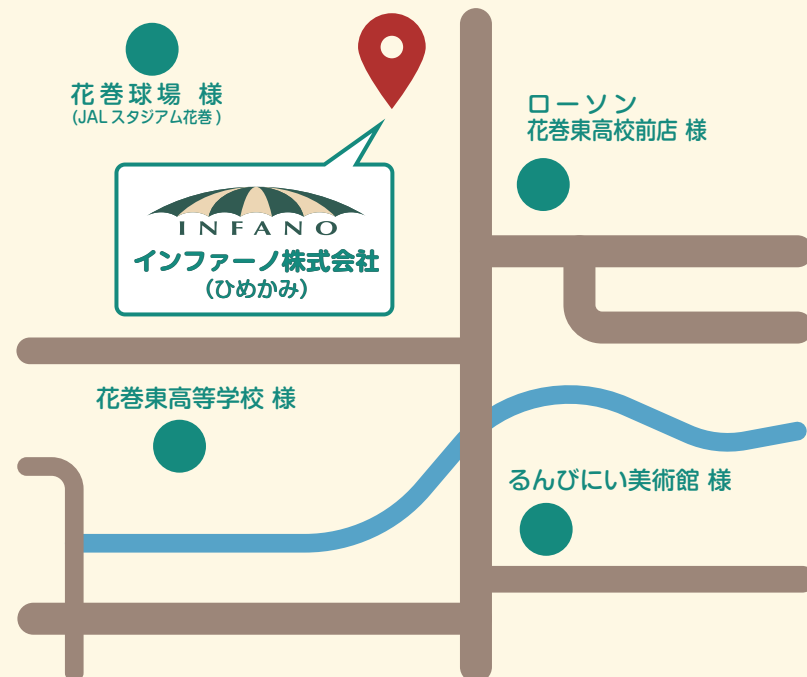 花巻球場 様
(JAL スタジアム花巻)
ローソン
花巻東高校前店 様
INFANO
インファーノ株式会社
（ひめかみ）
花巻東高等学校 様
るんびにい美術館 様